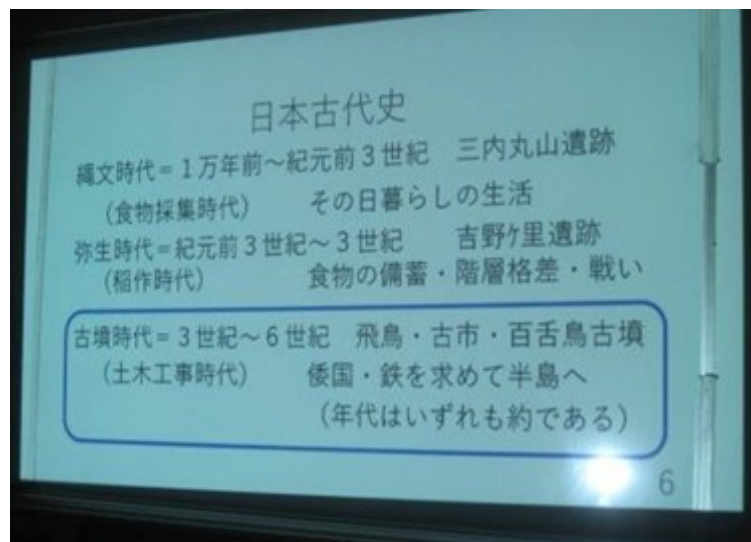 日本古代史
縄文時代=1万年前～紀元前3世紀 三内丸山遺跡
(食物採集時代) その日暮らしの生活
弥生時代=紀元前3世紀～3世紀 吉野ケ里遺跡
(稲作時代) 食物の備蓄・階層格差・戦い
古墳時代=3世紀～6世紀 飛鳥・古市・百舌鳥古墳
(土木工事時代) 倭国・鉄を求めて半島へ
(年代はいずれも約である)
6